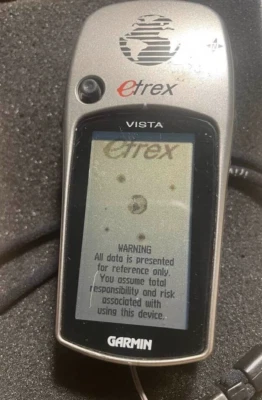 etrex
VISTA
etrex
WARNING
All data is presented
for reference only.
You assume total
responsibility and risk
associated with
using this device.
GARMIN